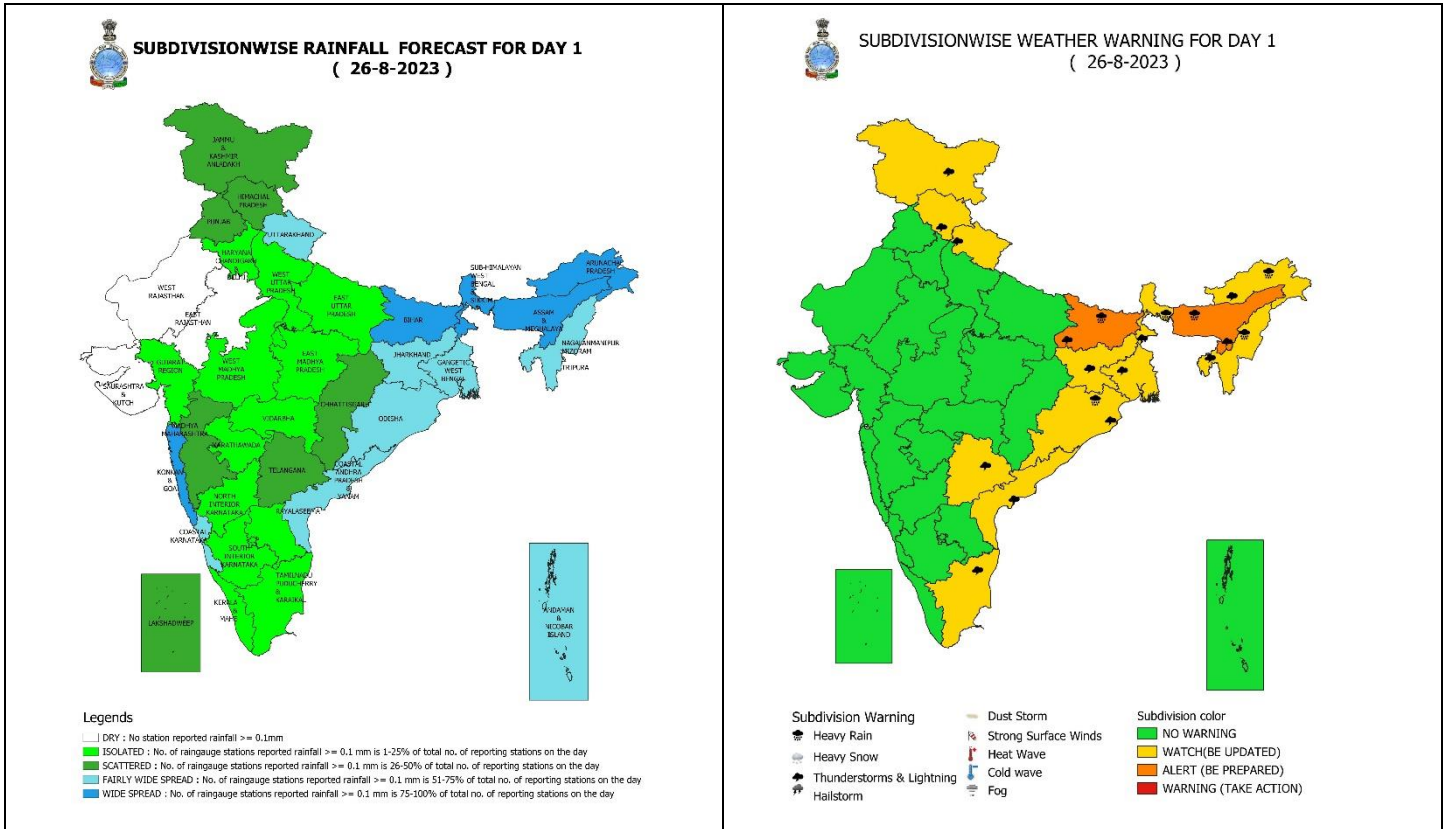 SUBDIVISIONWISE RAINFALL FORECAST FOR DAY 1
( 26-8-2023 )
JAMMU
&
KASHMIR
ANLADAKH
HIMACHAL
PRADESH
PUNJAB
UTTARAKHAND
HARYANA
CHANDIGARH
&
DELHI
WEST
RAJASTHAN
WEST
UTTAR
PRADESH
EAST
UTTAR
PRADESH
EAST
RAJASTHAN
SUB-HIMALAYAN
WEST
BENGAL
&
ARUNACHAL
PRADESH
BIHAR
ASSAM
&
MEGHALAYA
NAGALANMANIPUR
MIZORAM
&
TRIPURA
JHARKHAND
GANGETIC
WEST
BENGAL
GUJARAT
REGION
WEST
MADHYA
PRADESH
EAST
MADHYA
PRADESH
SAURASHTRA
&
KUTCH
CHHATTISGARH
ODISHA
MADHYA
MAHARASHTRA
VIDARBHA
MARATHAWADA
KONKAN
&
GOA
TELANGANA
COASTAL
ANDHRA
PRADESH
&
YANAM
NORTH
INTERIOR
KARNATAKA
RAYALASEEMA
COASTAL
KARNATAKA
SOUTH
INTERIOR
KARNATAKA
TAMILNADU
PUDUCHERRY
&
KARAIKAL
KERALA
&
MAHE
LAKSHADWEEP
ANDAMAN
&
NICOBAR
ISLAND
Legends
DRY : No station reported rainfall >= 0.1mm
ISOLATED : No. of raingauge stations reported rainfall >= 0.1 mm is 1-25% of total no. of reporting stations on the day
SCATTERED : No. of raingauge stations reported rainfall >= 0.1 mm is 26-50% of total no. of reporting stations on the day
FAIRLY WIDE SPREAD : No. of raingauge stations reported rainfall >= 0.1 mm is 51-75% of total no. of reporting stations on the day
WIDE SPREAD : No. of raingauge stations reported rainfall >= 0.1 mm is 75-100% of total no. of reporting stations on the day
SUBDIVISIONWISE WEATHER WARNING FOR DAY 1
( 26-8-2023 )
Subdivision Warning
Heavy Rain
Heavy Snow
Thunderstorms & Lightning
Hailstorm
Dust Storm
Strong Surface Winds
Heat Wave
Cold wave
Fog
Subdivision color
NO WARNING
WATCH(BE UPDATED)
ALERT (BE PREPARED)
WARNING (TAKE ACTION)